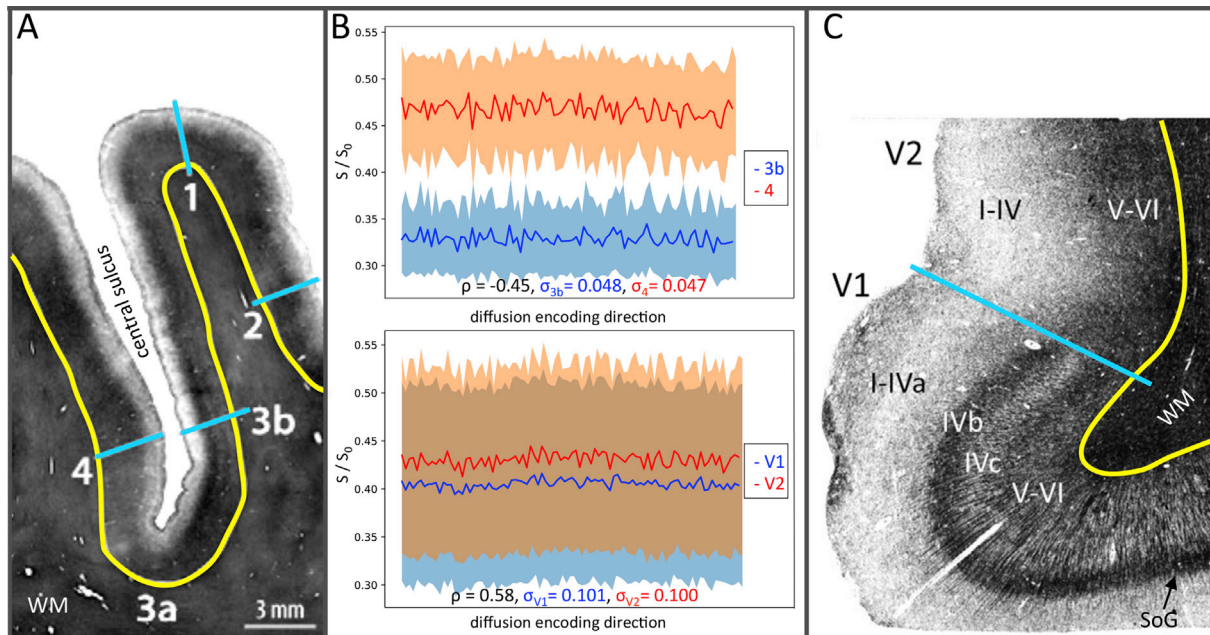 A
central sulcus
1
2
3b
4
3a
WM
3 mm
B
0.55
0.50
0.45
0.40
0.35
0.30
S / S0
- 3b
- 4
ρ = -0.45, σ3b= 0.048, σ4= 0.047
diffusion encoding direction
0.55
0.50
0.45
0.40
0.35
0.30
S / S0
- V1
- V2
ρ = 0.58, σV1= 0.101, σV2= 0.100
diffusion encoding direction
C
V2
I-IV
V-VI
V1
I-IVa
WM
IVb
IVc
V-VI
SoG